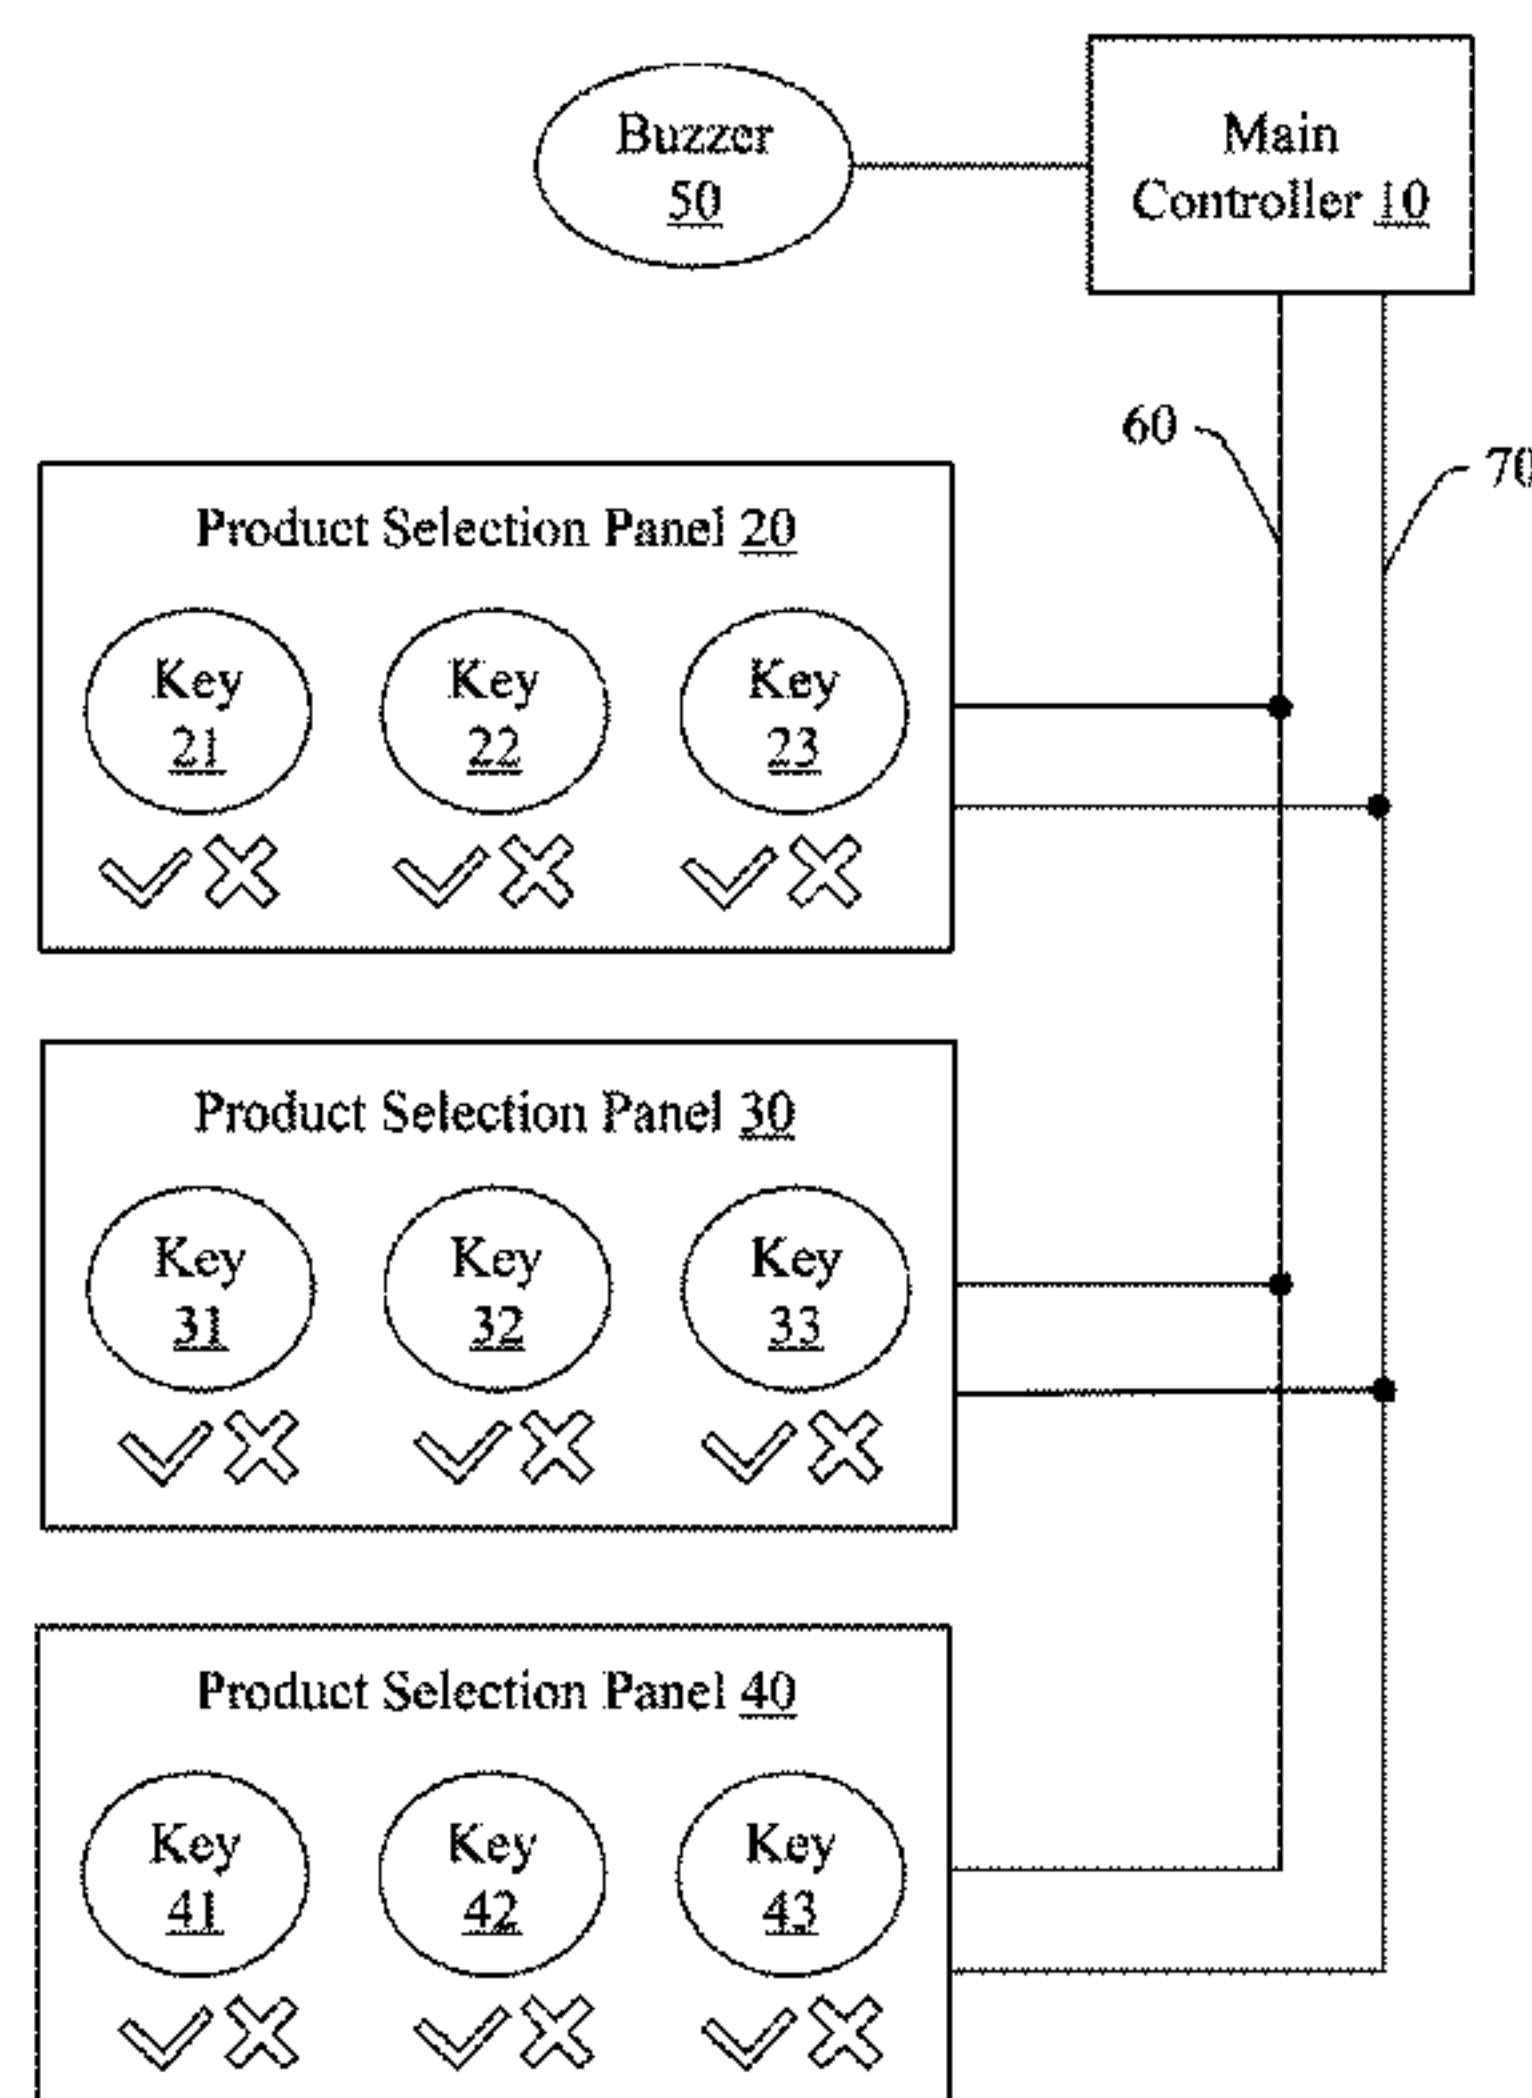 Buzzer
50
Main
Controller 10
60
70
Product Selection Panel 20
Key
21
Key
22
Key
23
Product Selection Panel 30
Key
31
Key
32
Key
33
Product Selection Panel 40
Key
41
Key
42
Key
43